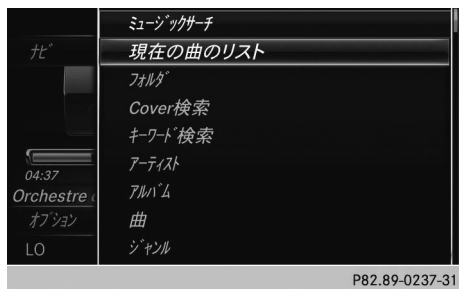 ﾐｭｰｼﾞｯｸｻｰﾁ
ﾅﾋﾞ
現在の曲のリスト
ﾌｫﾙﾀﾞ
Cover検索
ｷｰﾜｰﾄﾞ検索
ｱｰﾃｨｽﾄ
04:37
Orchestre
ｱﾙﾊﾞﾑ
ｵﾌﾟｼｮﾝ
曲
LO
ｼﾞｬﾝﾙ
P82.89-0237-31